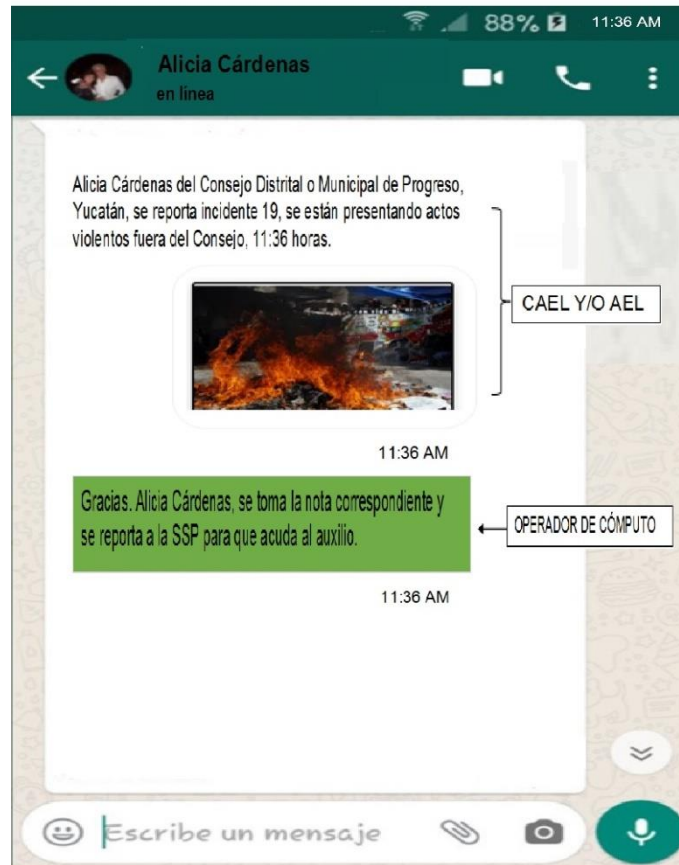 88% 11:36 AM
Alicia Cárdenas
en linea
Alicia Cárdenas del Consejo Distrital o Municipal de Progreso,
Yucatán, se reporta incidente 19, se están presentando actos
violentos fuera del Consejo, 11:36 horas.
CAEL Y/O AEL
11:36 AM
Gracias. Alicia Cárdenas, se toma la nota correspondiente y
se reporta a la SSP para que acuda al auxilio.
OPERADOR DE CÓMPUTO
11:36 AM
Escribe un mensaje